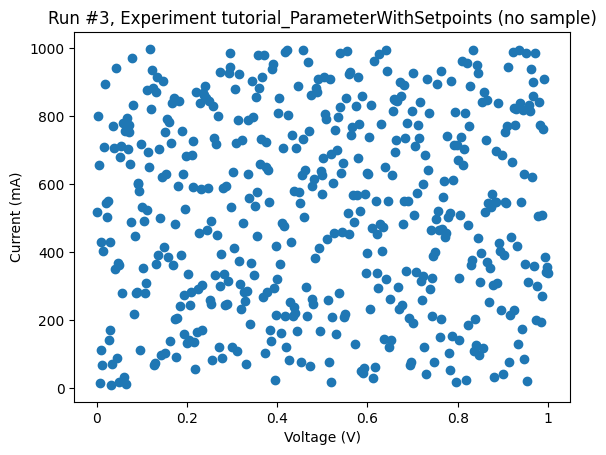 Run #3, Experiment tutorial_ParameterWithSetpoints (no sample)
1000
800
600
400
200
0
Current (mA)
0 0.2 0.4 0.6 0.8 1
Voltage (V)